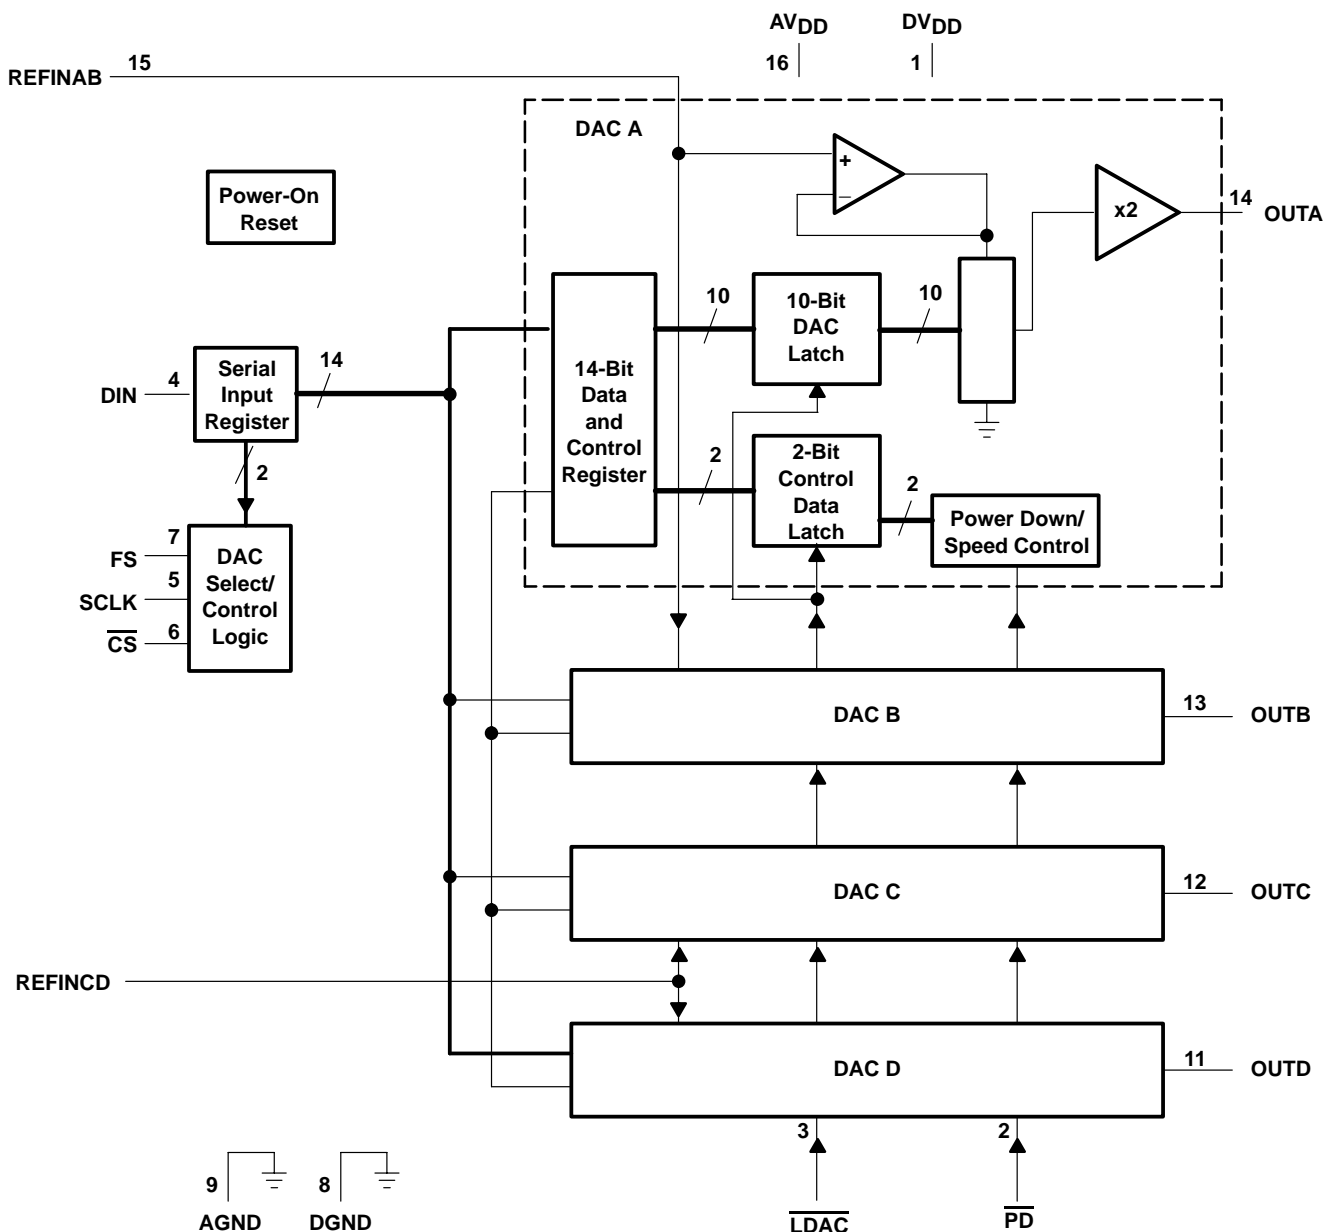 AVDD
DVDD
16
1
REFINAB
15
DAC A
Power-On
Reset
+
−
x2
14
OUTA
10
10-Bit
DAC
Latch
10
14-Bit
Data
and
Control
Register
DIN
4
Serial
Input
Register
14
2
2
2-Bit
Control
Data
Latch
2
Power Down/
Speed Control
FS
7
SCLK
5
CS
6
DAC
Select/
Control
Logic
DAC B
13
OUTB
DAC C
12
OUTC
REFINCD
DAC D
11
OUTD
3
2
9
8
AGND
DGND
LDAC
PD